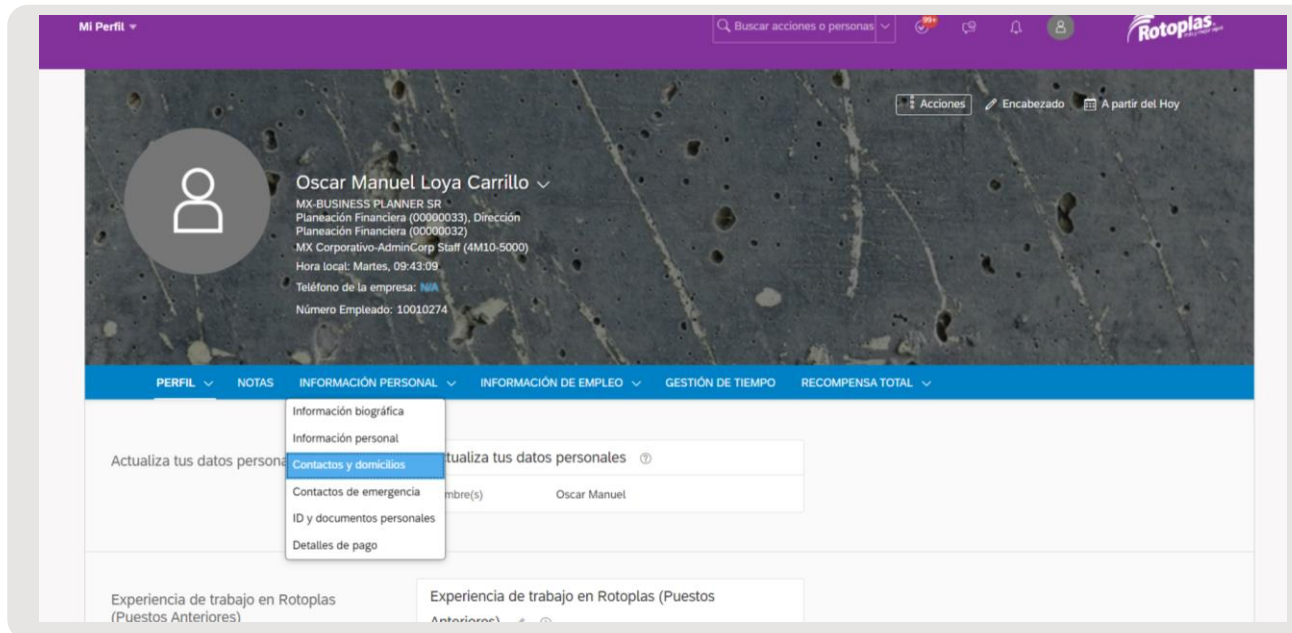 Mi Perfil
Buscar acciones o personas
99+
Rotoplas
Acciones
Encabezado
A partir del Hoy
Oscar Manuel Loya Carrillo
MX-BUSINESS PLANNER SR
Planeación Financiera (00000033), Dirección
Planeación Financiera (00000032)
MX Corporativo-AdminCorp Staff (4M10-5000)
Hora local: Martes, 09:43:09
Teléfono de la empresa: N/A
Número Empleado: 10010274
PERFIL
NOTAS
INFORMACIÓN PERSONAL
INFORMACIÓN DE EMPLEO
GESTIÓN DE TIEMPO
RECOMPENSA TOTAL
Información biográfica
Información personal
Contactos y domicilios
Contactos de emergencia
ID y documentos personales
Detalles de pago
Actualiza tus datos persona
ctualiza tus datos personales
mbre(s)
Oscar Manuel
Experiencia de trabajo en Rotoplas
(Puestos Anteriores)
Experiencia de trabajo en Rotoplas (Puestos
Anteriores)